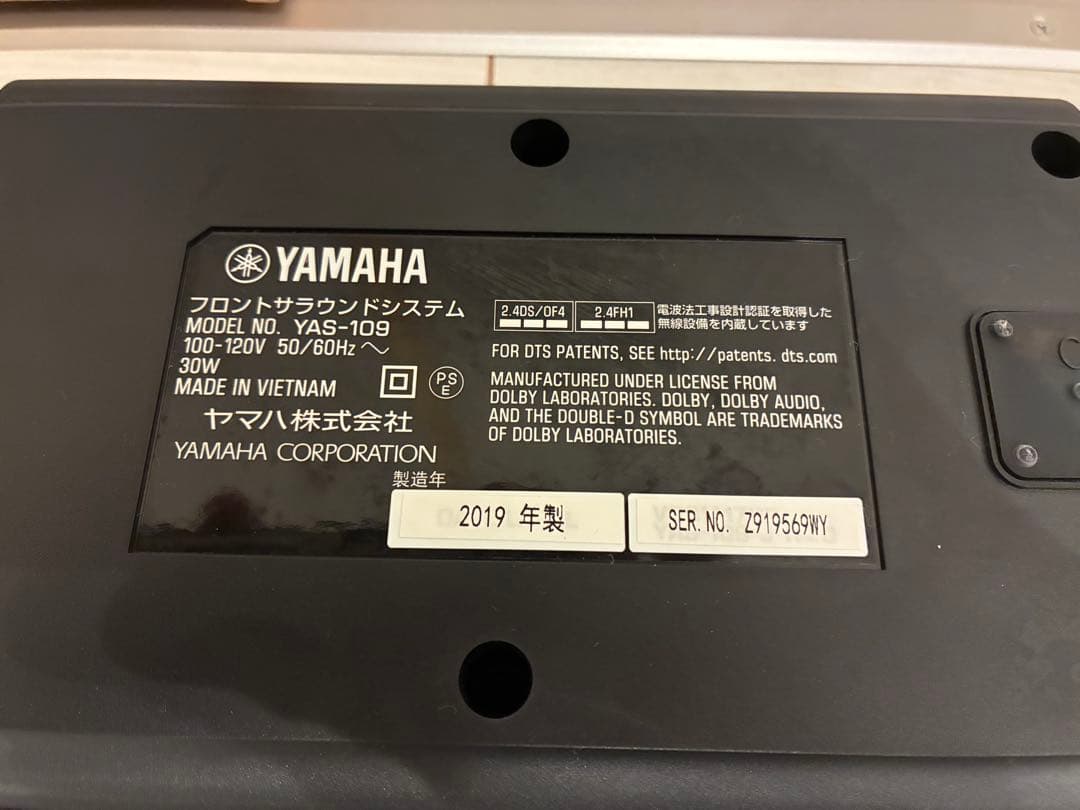 YAMAHA
フロントサラウンドシステム
MODEL NO. YAS-109
100-120V 50/60Hz ～
30W
MADE IN VIETNAM
PS
E
ヤマハ株式会社
YAMAHA CORPORATION
2.4DS/OF4
2.4FH1
電波法工事設計認証を取得した
無線設備を内蔵しています
FOR DTS PATENTS, SEE http://patents.dts.com
MANUFACTURED UNDER LICENSE FROM
DOLBY LABORATORIES. DOLBY, DOLBY AUDIO,
AND THE DOUBLE-D SYMBOL ARE TRADEMARKS
OF DOLBY LABORATORIES.
製造年
2019 年製
SER. NO. Z919569WY